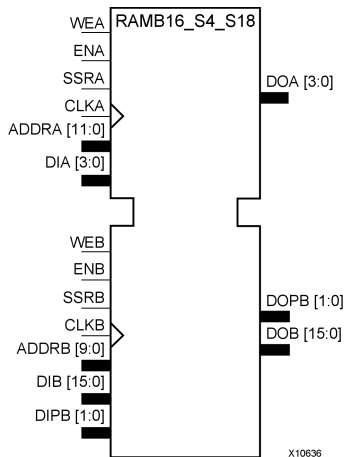 RAMB16_S4_S18
WEA
ENA
SSRA
CLKA
ADDRA [11:0]
DIA [3:0]
DOA [3:0]
WEB
ENB
SSRB
CLKB
ADDRB [9:0]
DIB [15:0]
DIPB [1:0]
DOPB [1:0]
DOB [15:0]
X10636